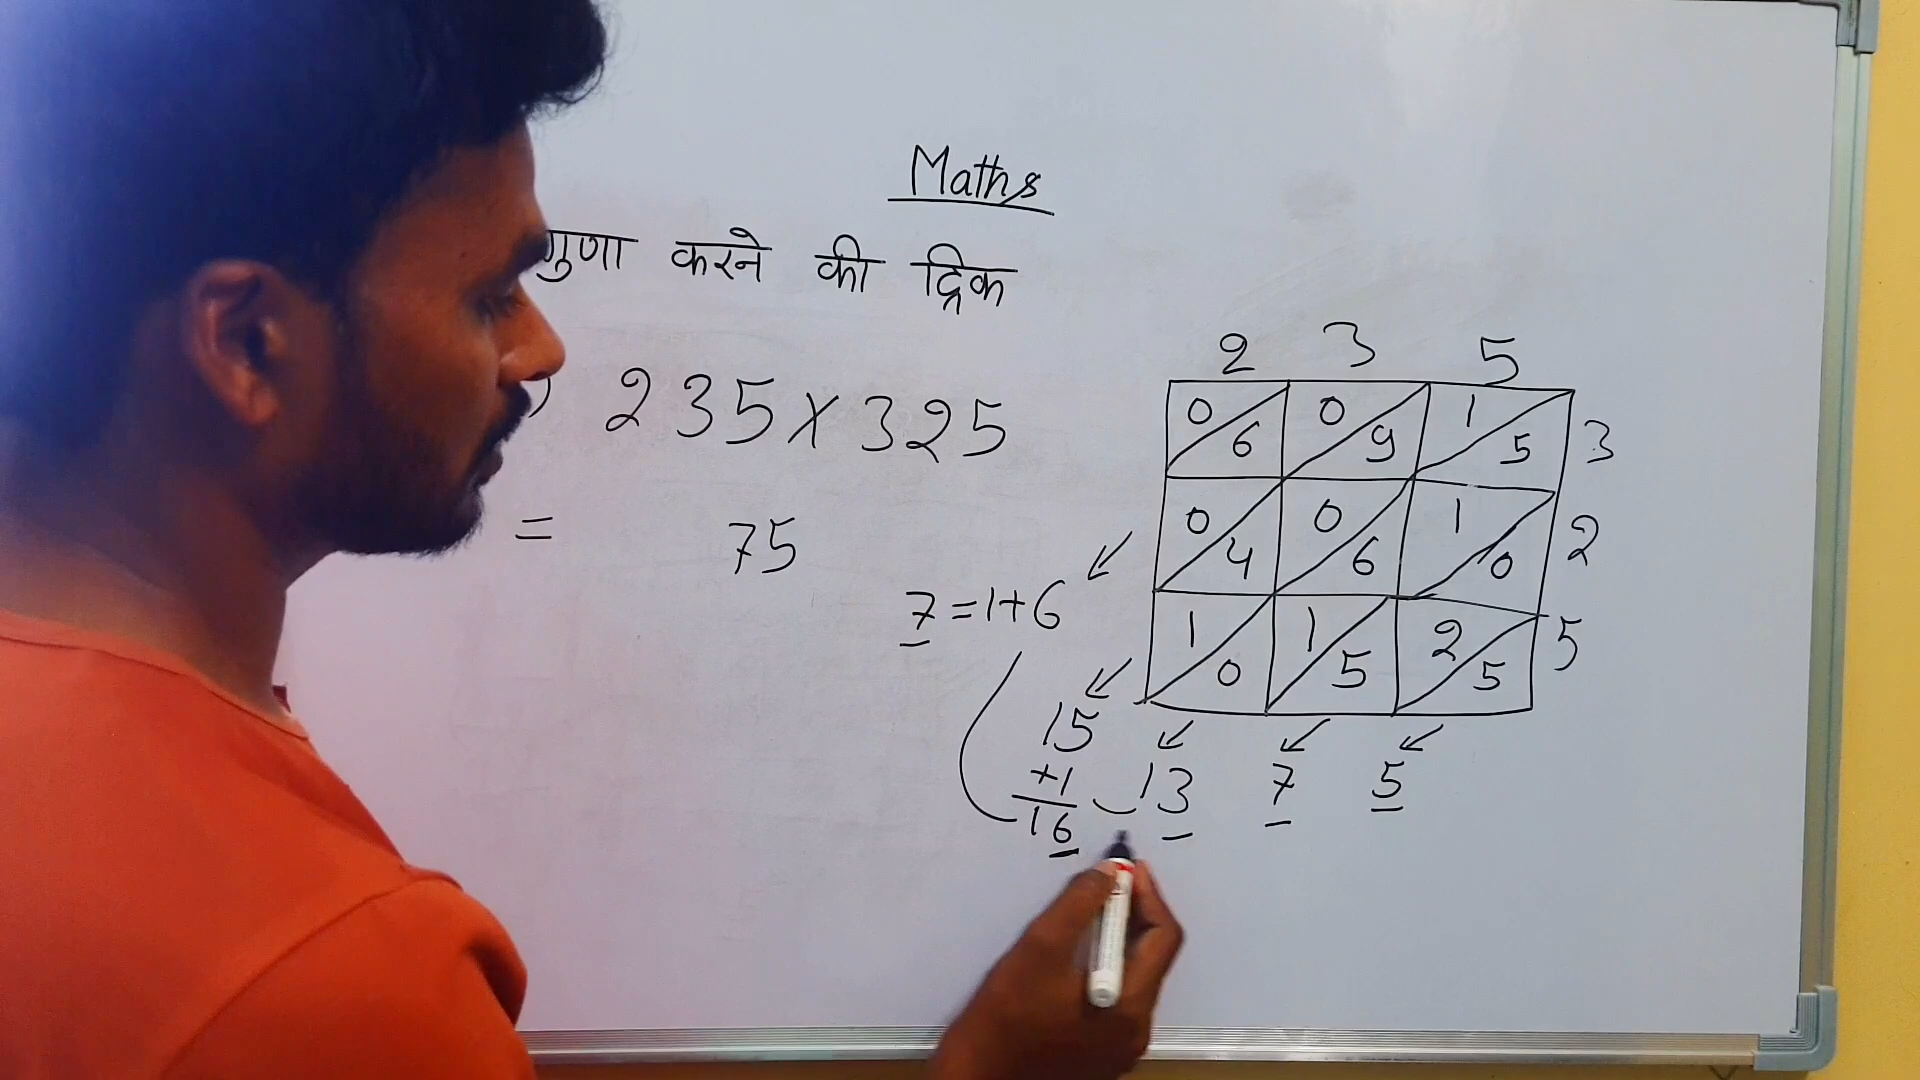 Maths
गुणा करने की ट्रिक
) 235 x 325
= 75
2 3 5
0 6 0 9 1 5 3
0 4 0 6 1 0 2
1 0 1 5 2 5 5
7 = 1+6
15
+1 13 7 5
16